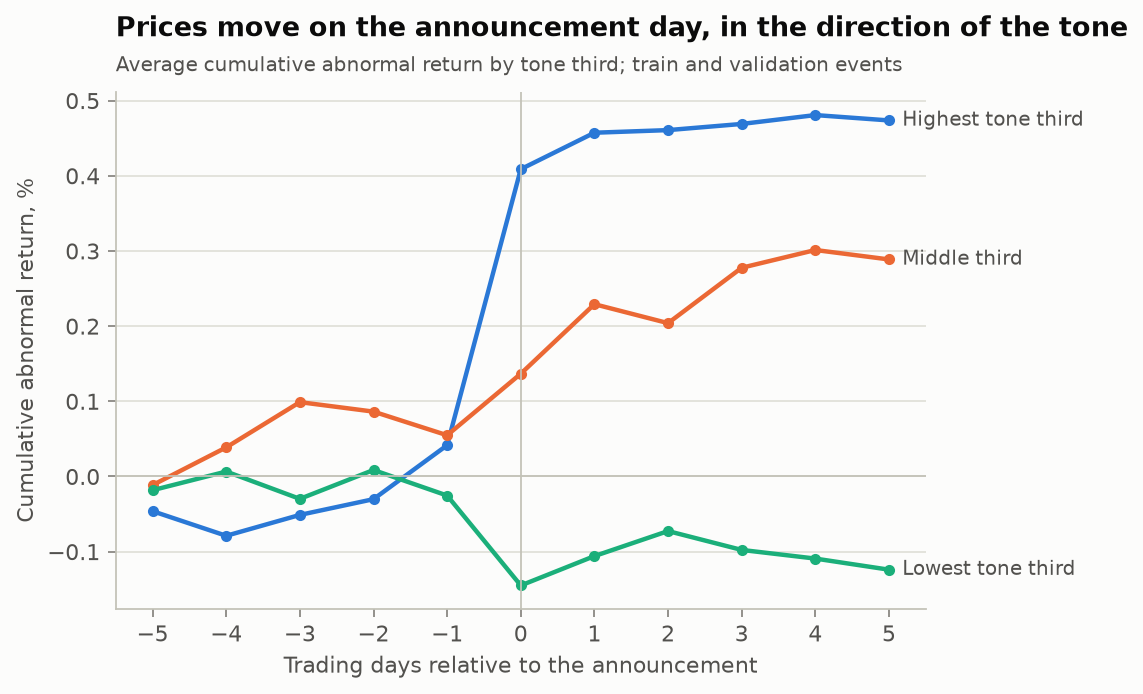 Prices move on the announcement day, in the direction of the tone
Average cumulative abnormal return by tone third; train and validation events
Cumulative abnormal return, %
0.5
0.4
0.3
0.2
0.1
0.0
−0.1
Highest tone third
Middle third
Lowest tone third
−5 −4 −3 −2 −1 0 1 2 3 4 5
Trading days relative to the announcement